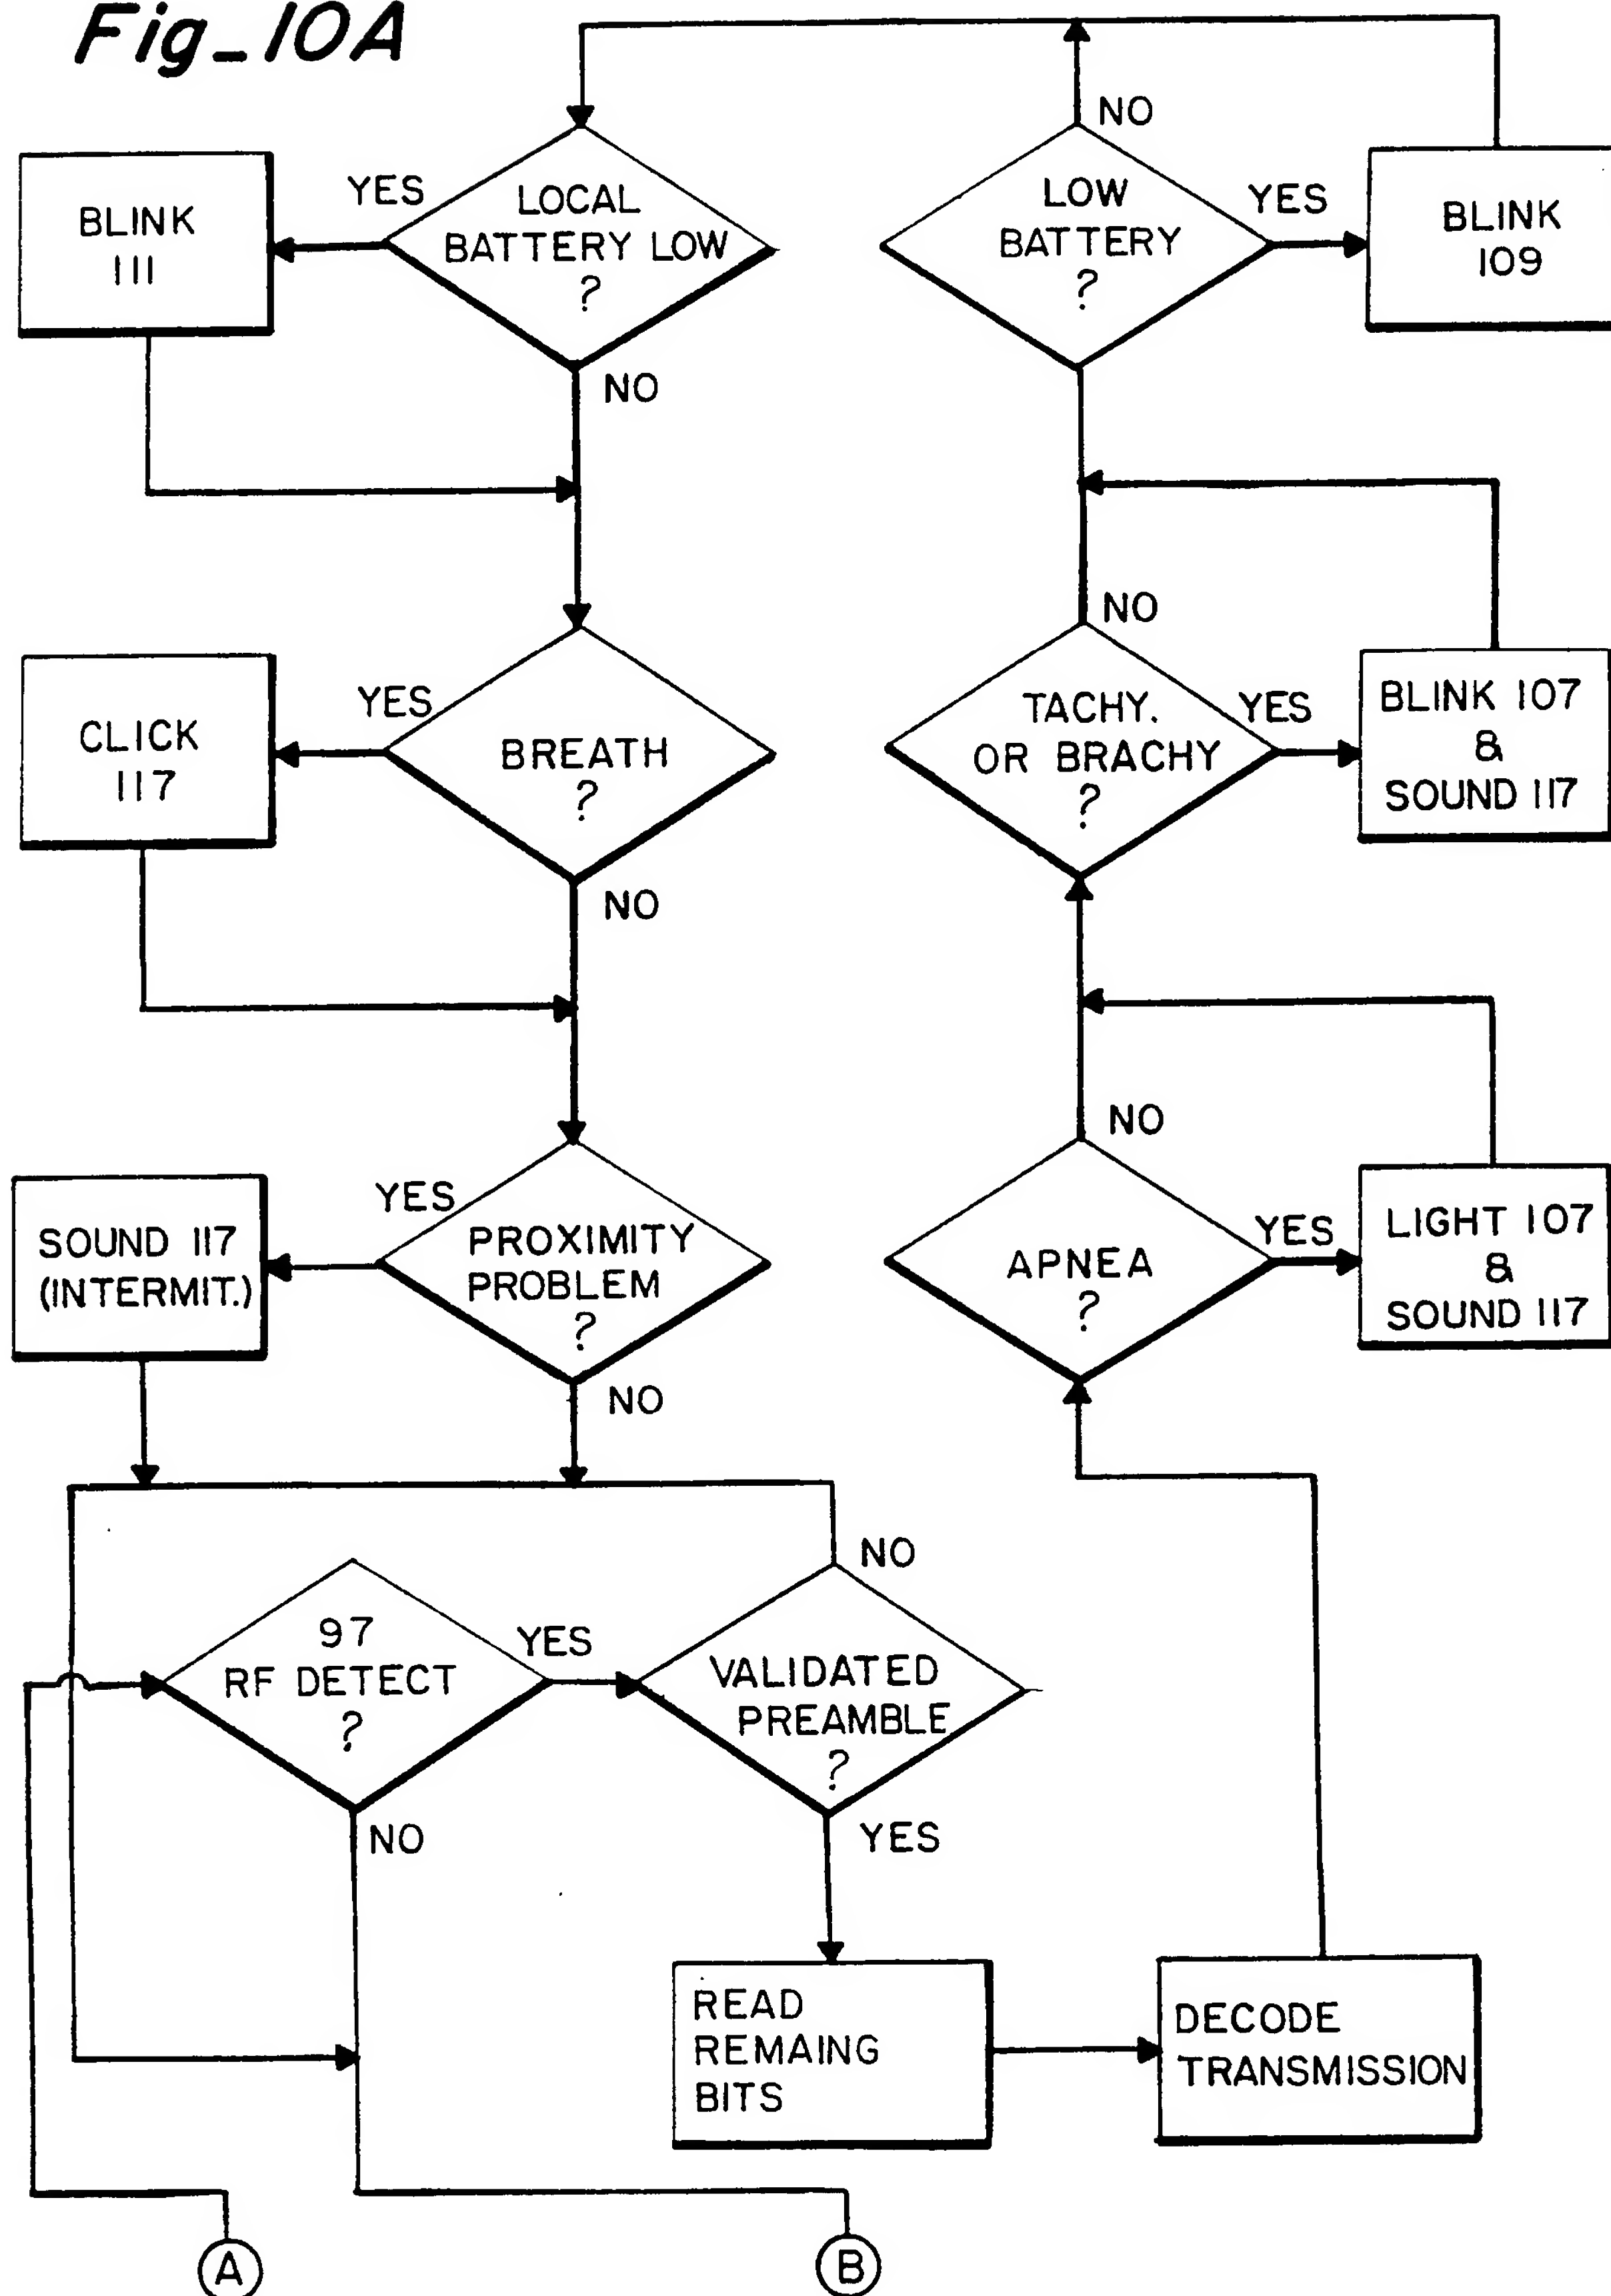 Fig_10A
NO
YES
LOCAL
BATTERY LOW
?
BLINK
111
NO
LOW
BATTERY
?
YES
BLINK
109
YES
BREATH
?
CLICK
117
NO
NO
TACHY.
OR BRACHY
?
YES
BLINK 107
&
SOUND 117
YES
PROXIMITY
PROBLEM
?
SOUND 117
(INTERMIT.)
NO
NO
APNEA
?
YES
LIGHT 107
&
SOUND 117
97
RF DETECT
?
YES
NO
NO
VALIDATED
PREAMBLE
?
YES
READ
REMAING
BITS
DECODE
TRANSMISSION
A
B